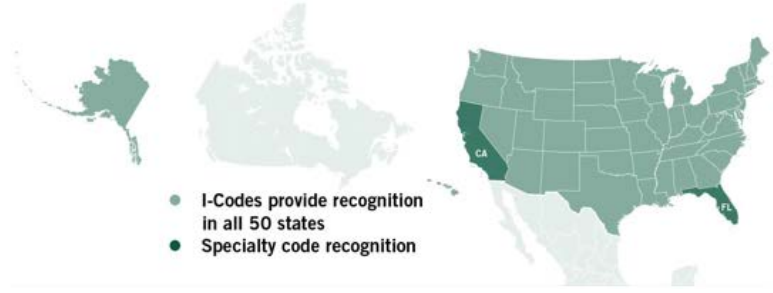 CA
FL
I-Codes provide recognition
in all 50 states
Specialty code recognition